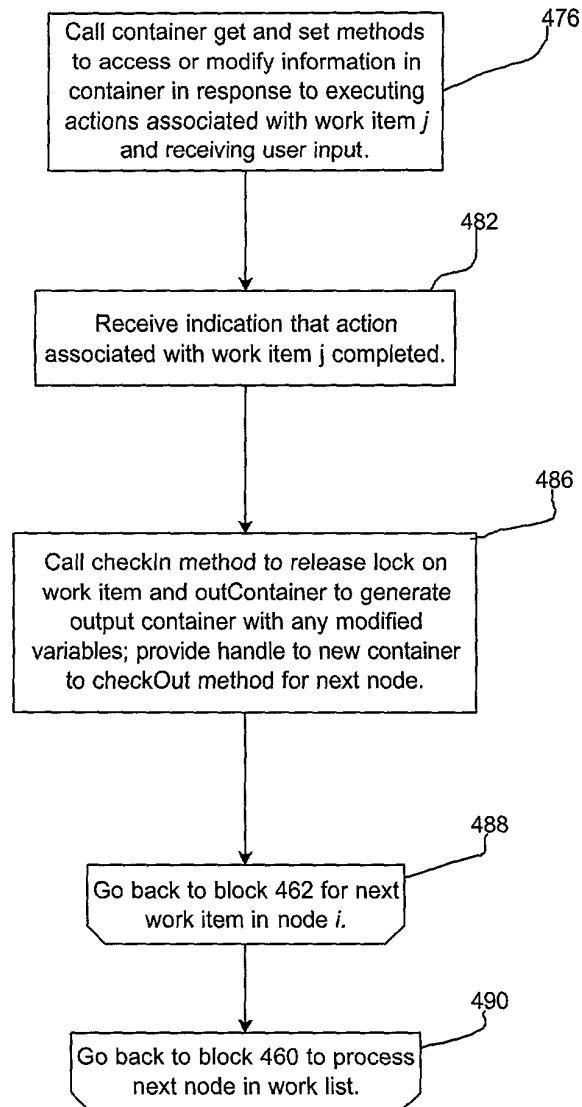 476
Call container get and set methods
to access or modify information in
container in response to executing
actions associated with work item j
and receiving user input.
482
Receive indication that action
associated with work item j completed.
486
Call checkIn method to release lock on
work item and outContainer to generate
output container with any modified
variables; provide handle to new container
to checkOut method for next node.
488
Go back to block 462 for next
work item in node i.
490
Go back to block 460 to process
next node in work list.